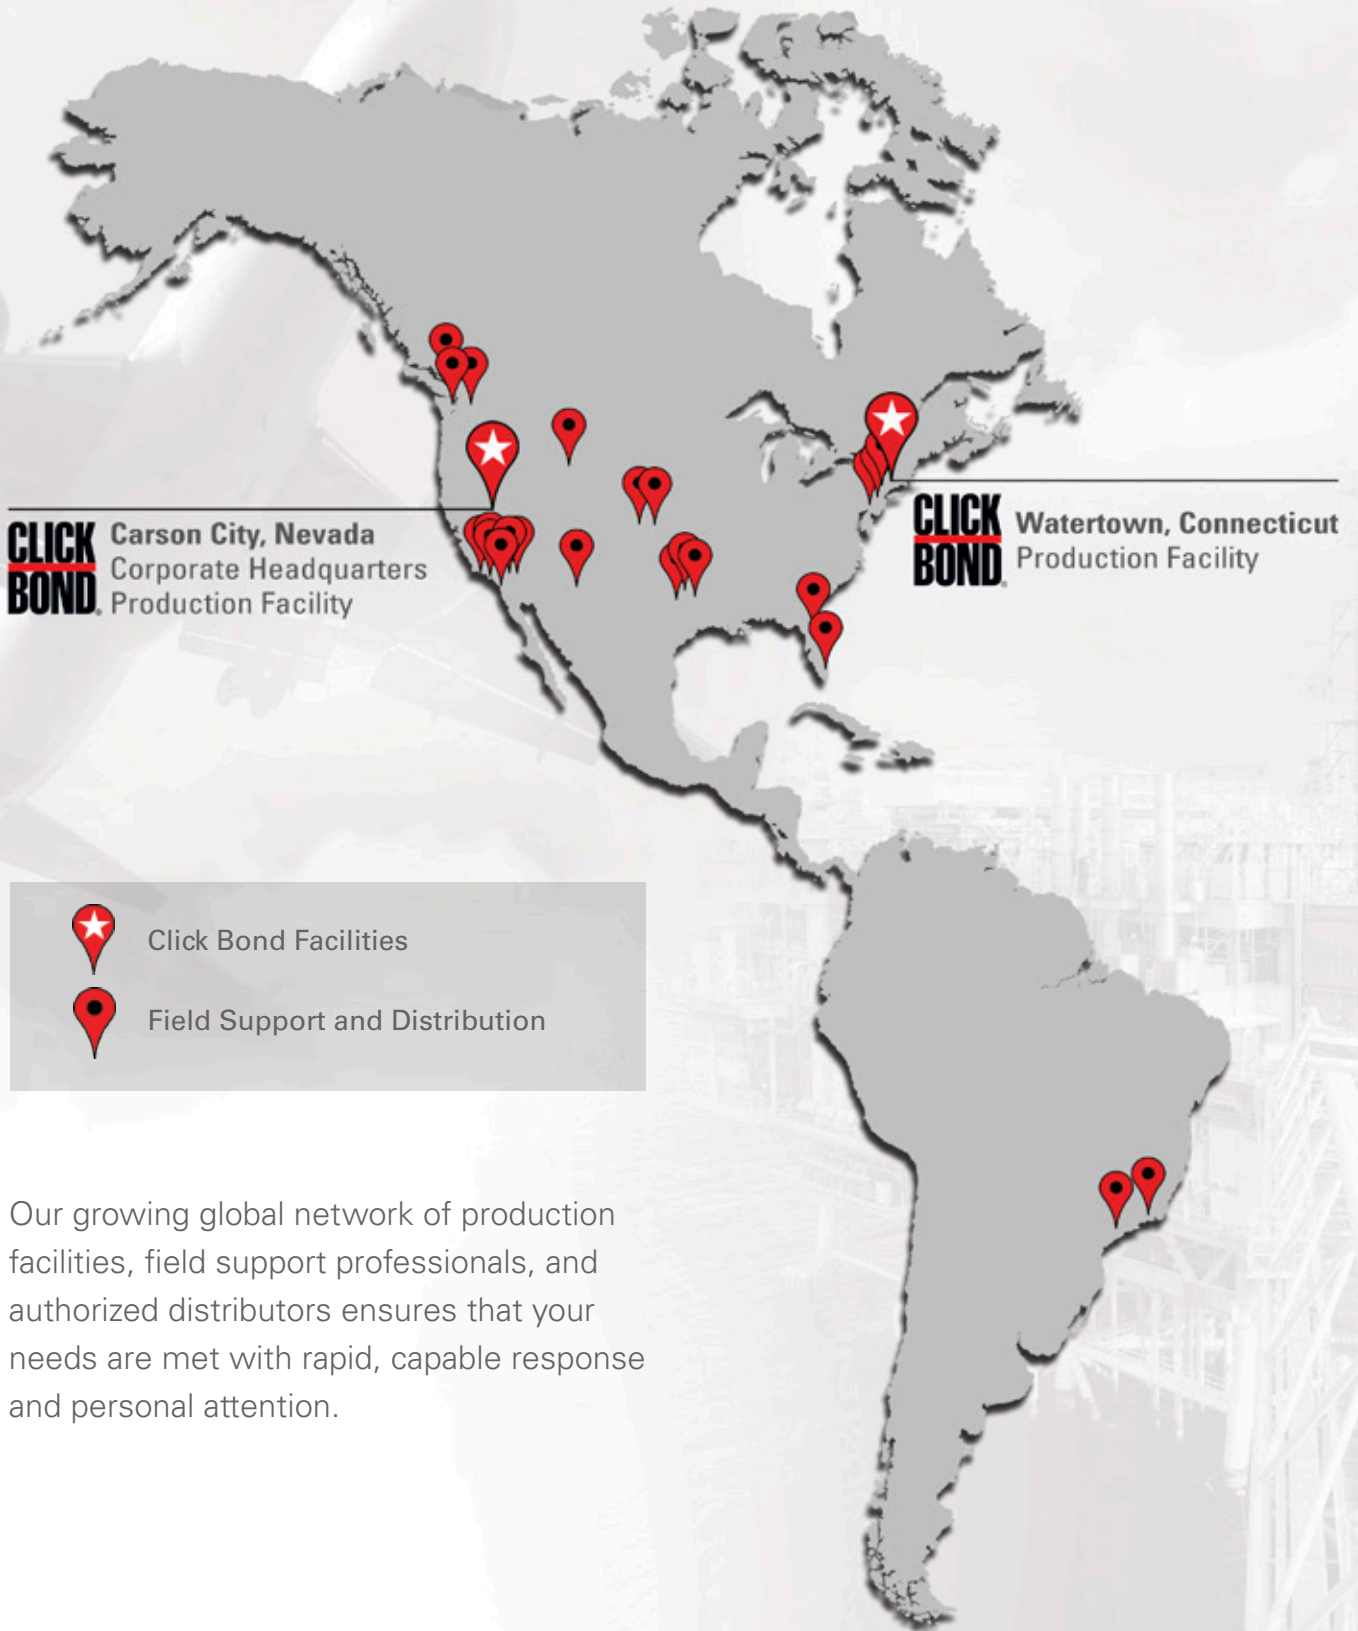 CLICK
BOND®
Carson City, Nevada
Corporate Headquarters
Production Facility
CLICK
BOND®
Watertown, Connecticut
Production Facility
Click Bond Facilities
Field Support and Distribution
Our growing global network of production
facilities, field support professionals, and
authorized distributors ensures that your
needs are met with rapid, capable response
and personal attention.